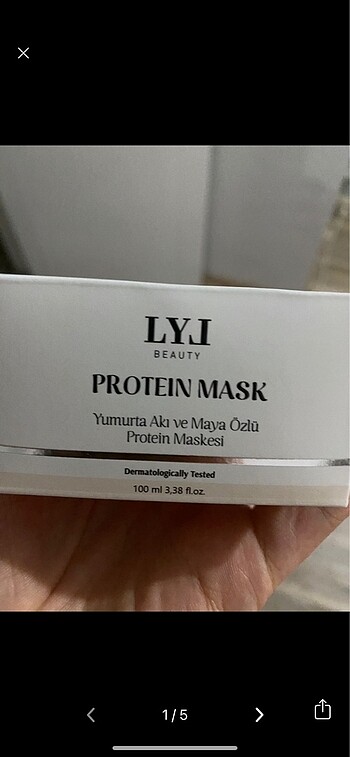 LYL
BEAUTY
PROTEIN MASK
Yumurta Akı ve Maya Özlü
Protein Maskesi
Dermatologically Tested
100 ml 3,38 fl.oz.
1/5